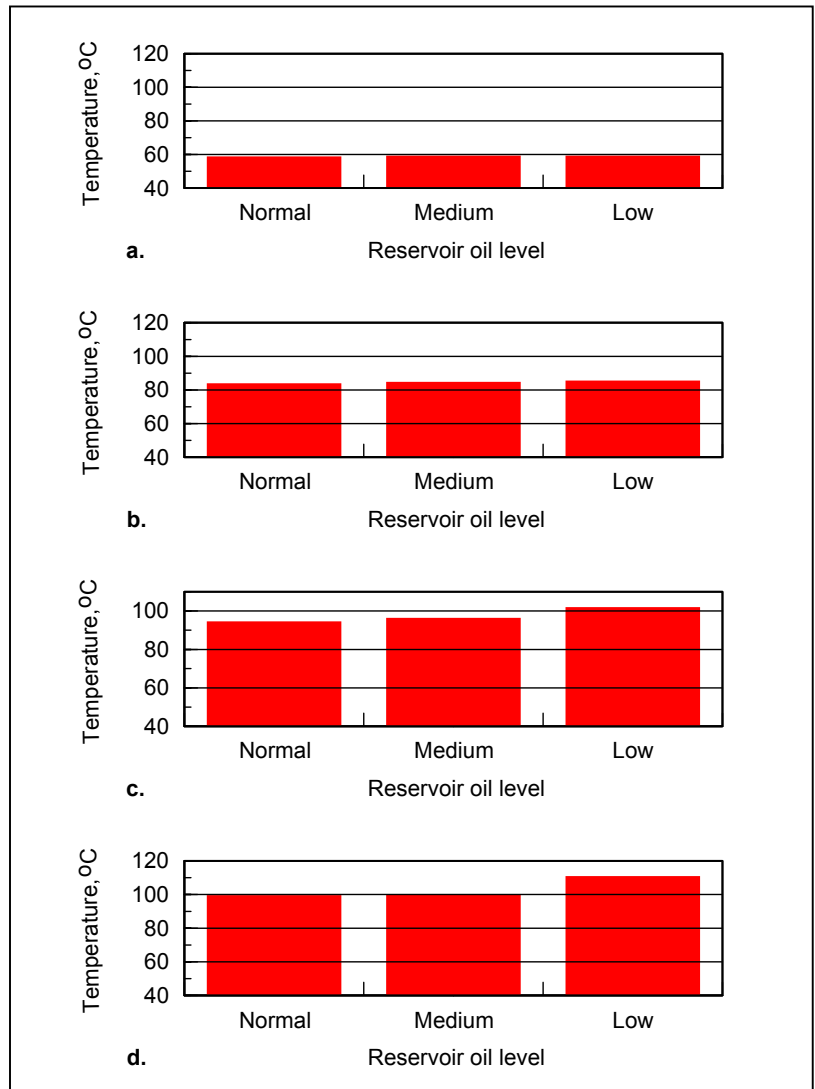 Temperature,ºC
120
100
80
60
40
Normal Medium Low
a. Reservoir oil level
Temperature,ºC
120
100
80
60
40
Normal Medium Low
b. Reservoir oil level
Temperature,ºC
100
80
60
40
Normal Medium Low
c. Reservoir oil level
Temperature,ºC
120
100
80
60
40
Normal Medium Low
d. Reservoir oil level